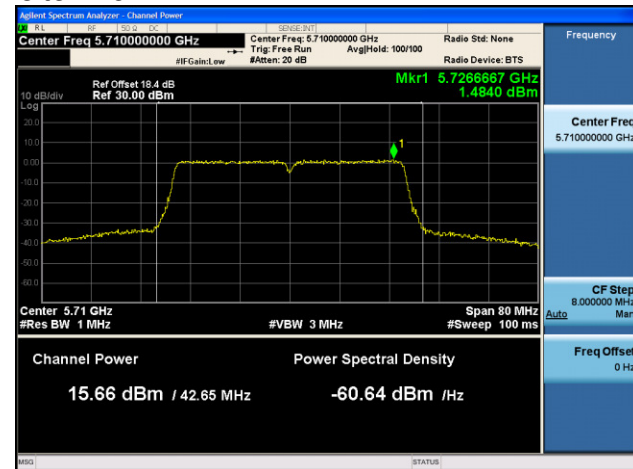 Agilent Spectrum Analyzer - Channel Power
RL RF 50 Ω DC SENSE:INT
Center Freq 5.710000000 GHz
Center Freq: 5.710000000 GHz
Radio Std: None
Trig: Free Run Avg|Hold: 100/100
#IFGain:Low
#Atten: 20 dB
Radio Device: BTS
Frequency
Mkr1 5.7266667 GHz
1.4840 dBm
Ref Offset 18.4 dB
10 dB/div Ref 30.00 dBm
Log
20.0
10.0
0.00
-10.0
-20.0
-30.0
-40.0
-50.0
-60.0
1
Center Freq
5.710000000 GHz
Center 5.71 GHz
Span 80 MHz
#Res BW 1 MHz
#VBW 3 MHz
#Sweep 100 ms
CF Step
8.000000 MHz
Auto Man
Channel Power
Power Spectral Density
15.66 dBm / 42.65 MHz
-60.64 dBm /Hz
Freq Offset
0 Hz
MSG
STATUS